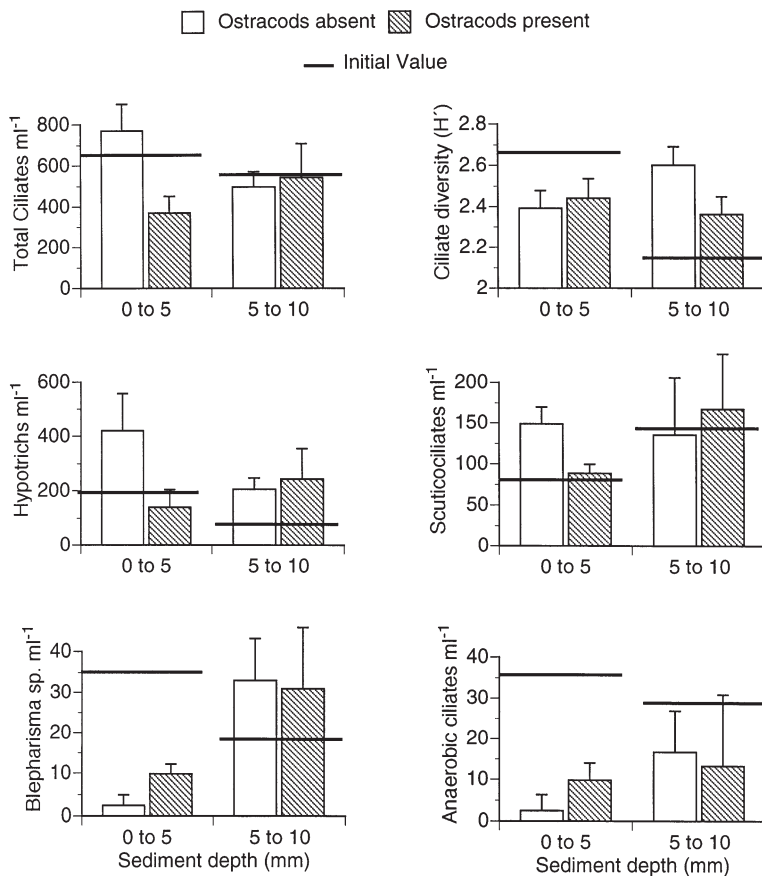 Ostracods absent Ostracods present
Initial Value
Total Ciliates ml-1
800
600
400
200
0
0 to 5 5 to 10
Ciliate diversity (H´)
2.8
2.6
2.4
2.2
2
0 to 5 5 to 10
Hypotrichs ml-1
600
400
200
0
0 to 5 5 to 10
Scuticociliates ml-1
200
150
100
50
0
0 to 5 5 to 10
Blepharisma sp. ml-1
40
30
20
10
0
0 to 5 5 to 10
Sediment depth (mm)
Anaerobic ciliates ml-1
40
30
20
10
0
0 to 5 5 to 10
Sediment depth (mm)